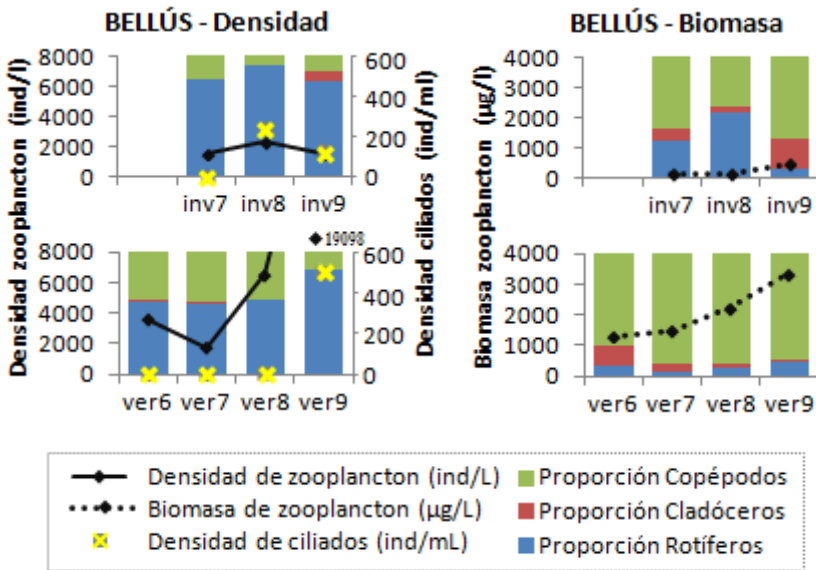 BELLÚS - Densidad
Densidad zooplancton (ind/l)
8000
6000
4000
2000
0
600
400
200
0
Densidad ciliados (ind/ml)
inv7 inv8 inv9
8000
6000
4000
2000
0
19098
600
400
200
0
ver6 ver7 ver8 ver9
BELLÚS - Biomasa
Biomasa zooplancton (µg/l)
4000
3000
2000
1000
0
inv7 inv8 inv9
4000
3000
2000
1000
0
ver6 ver7 ver8 ver9
Densidad de zooplancton (ind/L)
Biomasa de zooplancton (µg/L)
Densidad de ciliados (ind/mL)
Proporción Copépodos
Proporción Cladóceros
Proporción Rotíferos